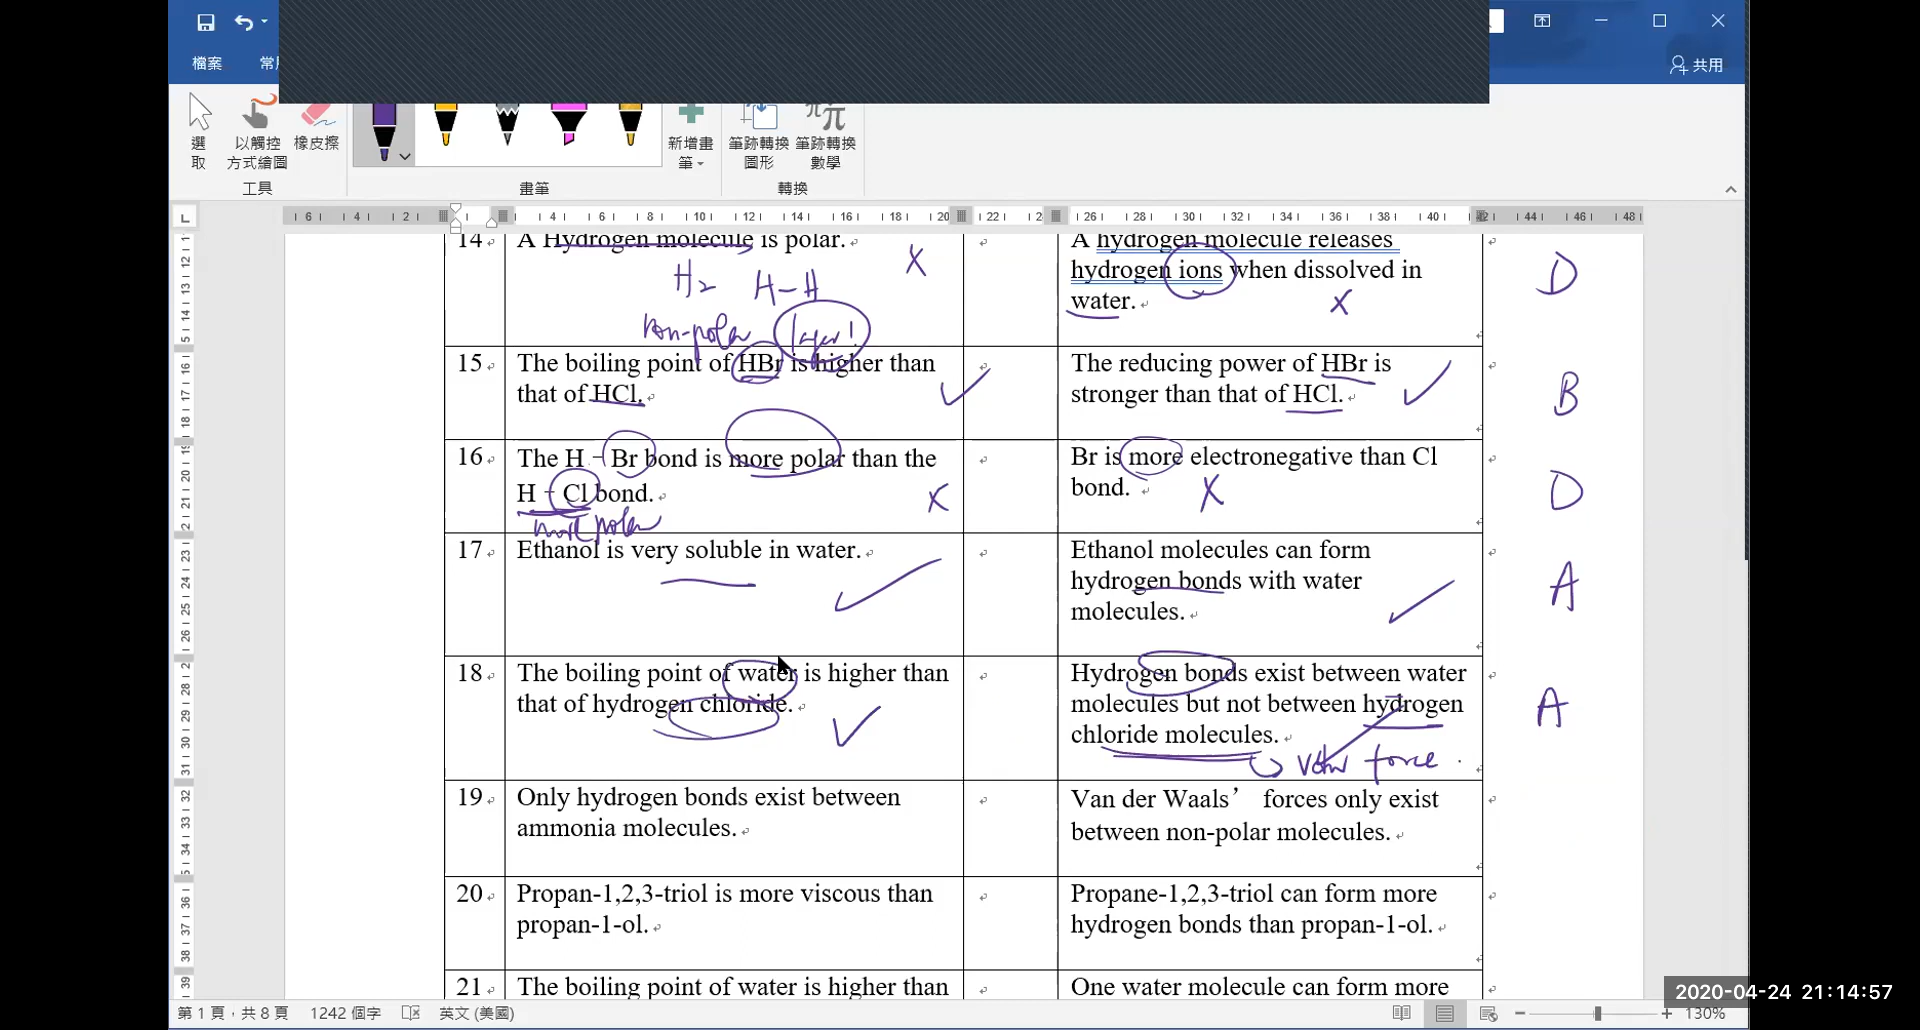 檔案
常
共用
選取
以觸控方式繪圖
橡皮擦
新增畫筆
筆跡轉換圖形
筆跡轉換數學
工具
畫筆
轉換
14 A Hydrogen molecule is polar. X
A hydrogen molecule releases
hydrogen ions when dissolved in
water. X
D
H2 H-H
non-polar
15 The boiling point of HBr is higher than
that of HCl.
The reducing power of HBr is
stronger than that of HCl.
B
16 The H – Br bond is more polar than the
H – Cl bond. X
more polar
Br is more electronegative than Cl
bond. X
D
17 Ethanol is very soluble in water.
Ethanol molecules can form
hydrogen bonds with water
molecules.
A
18 The boiling point of water is higher than
that of hydrogen chloride.
Hydrogen bonds exist between water
molecules but not between hydrogen
chloride molecules.
force
A
19 Only hydrogen bonds exist between
ammonia molecules.
Van der Waals’ forces only exist
between non-polar molecules.
20 Propan-1,2,3-triol is more viscous than
propan-1-ol.
Propane-1,2,3-triol can form more
hydrogen bonds than propan-1-ol.
21 The boiling point of water is higher than
One water molecule can form more
第 1 頁，共 8 頁 1242 個字 英文 (美國) 130%
2020-04-24 21:14:57